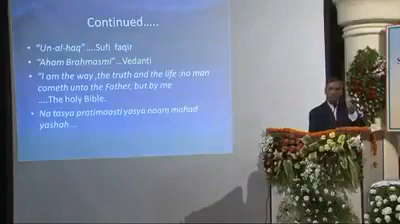 Continued.....
• "Un-al-haq" ....Sufi faqir
• "Aham Brahmasmi" ...Vedanti
• "I am the way ,the truth and the life :no man
cometh unto the Father, but by me
....The holy Bible.
• Na tasya pratimaasti yasya naam mahad
yashah....